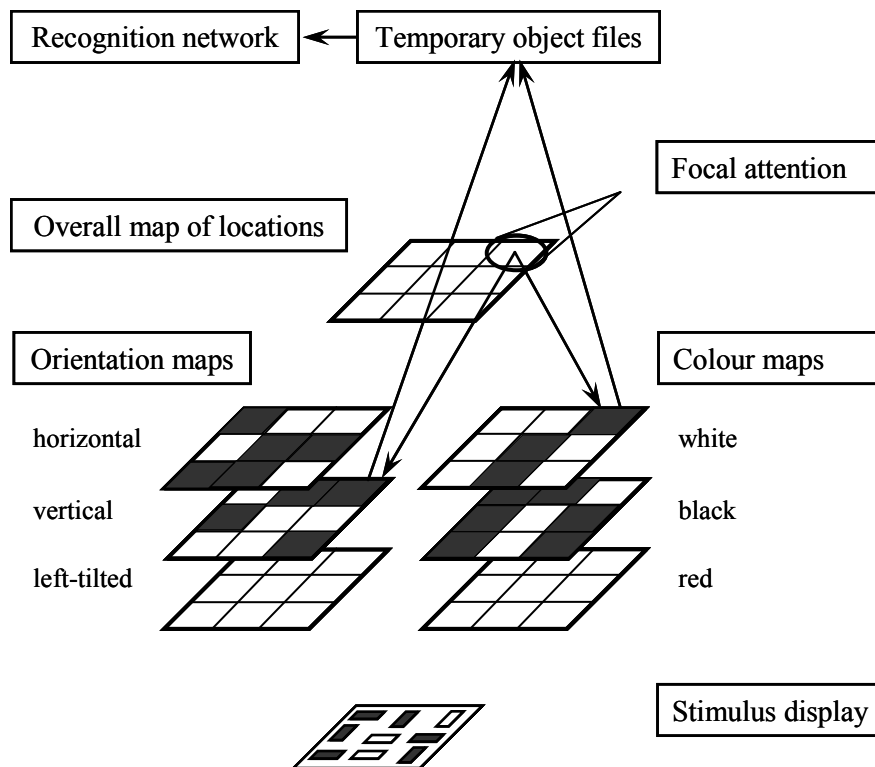 Recognition network
Temporary object files
Focal attention
Overall map of locations
Orientation maps
Colour maps
horizontal
white
vertical
black
left-tilted
red
Stimulus display